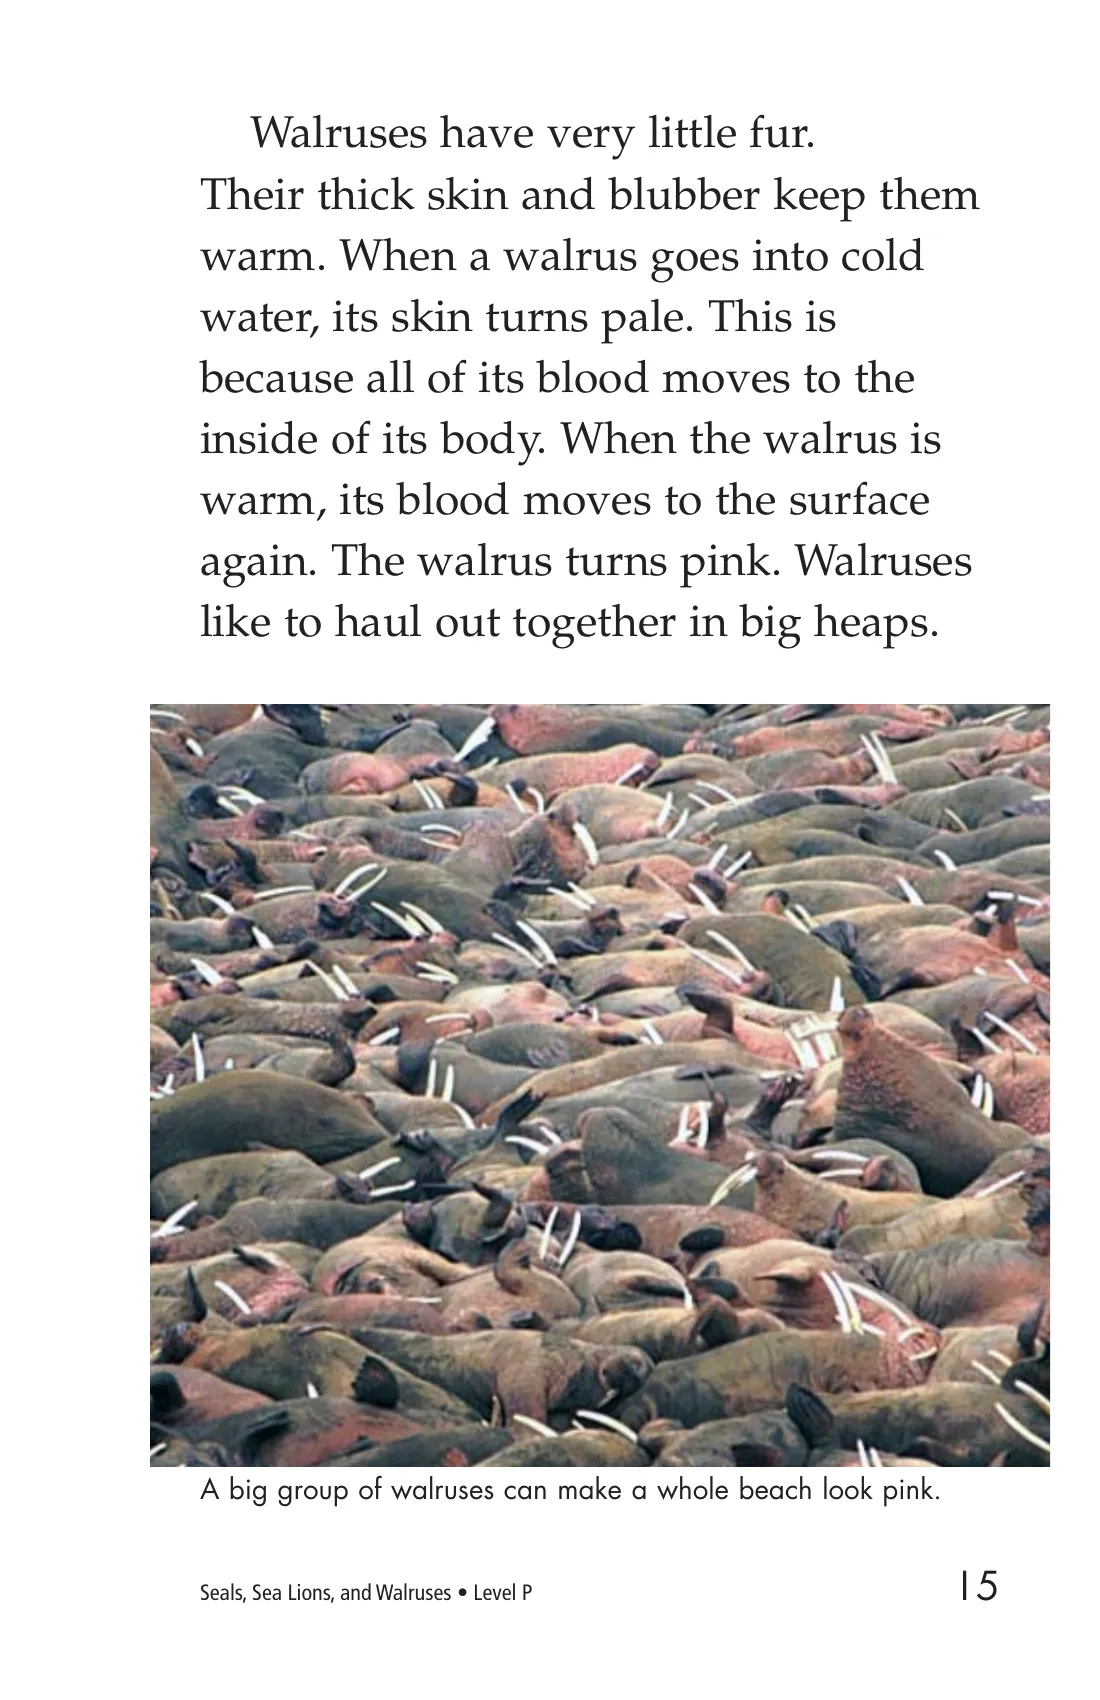 Walruses have very little fur.
Their thick skin and blubber keep them
warm. When a walrus goes into cold
water, its skin turns pale. This is
because all of its blood moves to the
inside of its body. When the walrus is
warm, its blood moves to the surface
again. The walrus turns pink. Walruses
like to haul out together in big heaps.
A big group of walruses can make a whole beach look pink.
Seals, Sea Lions, and Walruses • Level P
15